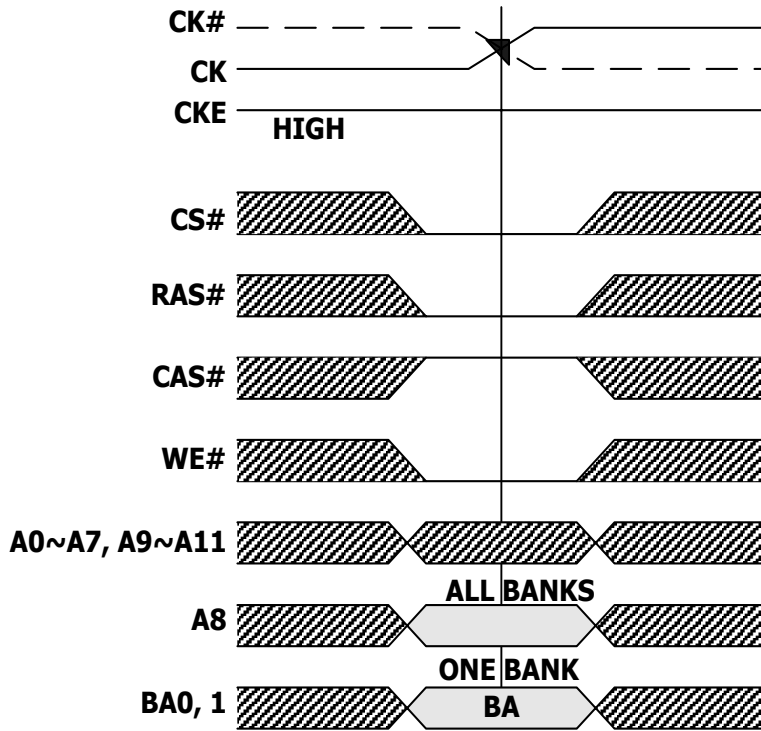 CK#
CK
CKE
HIGH
CS#
RAS#
CAS#
WE#
A0~A7, A9~A11
ALL BANKS
A8
ONE BANK
BA0, 1
BA